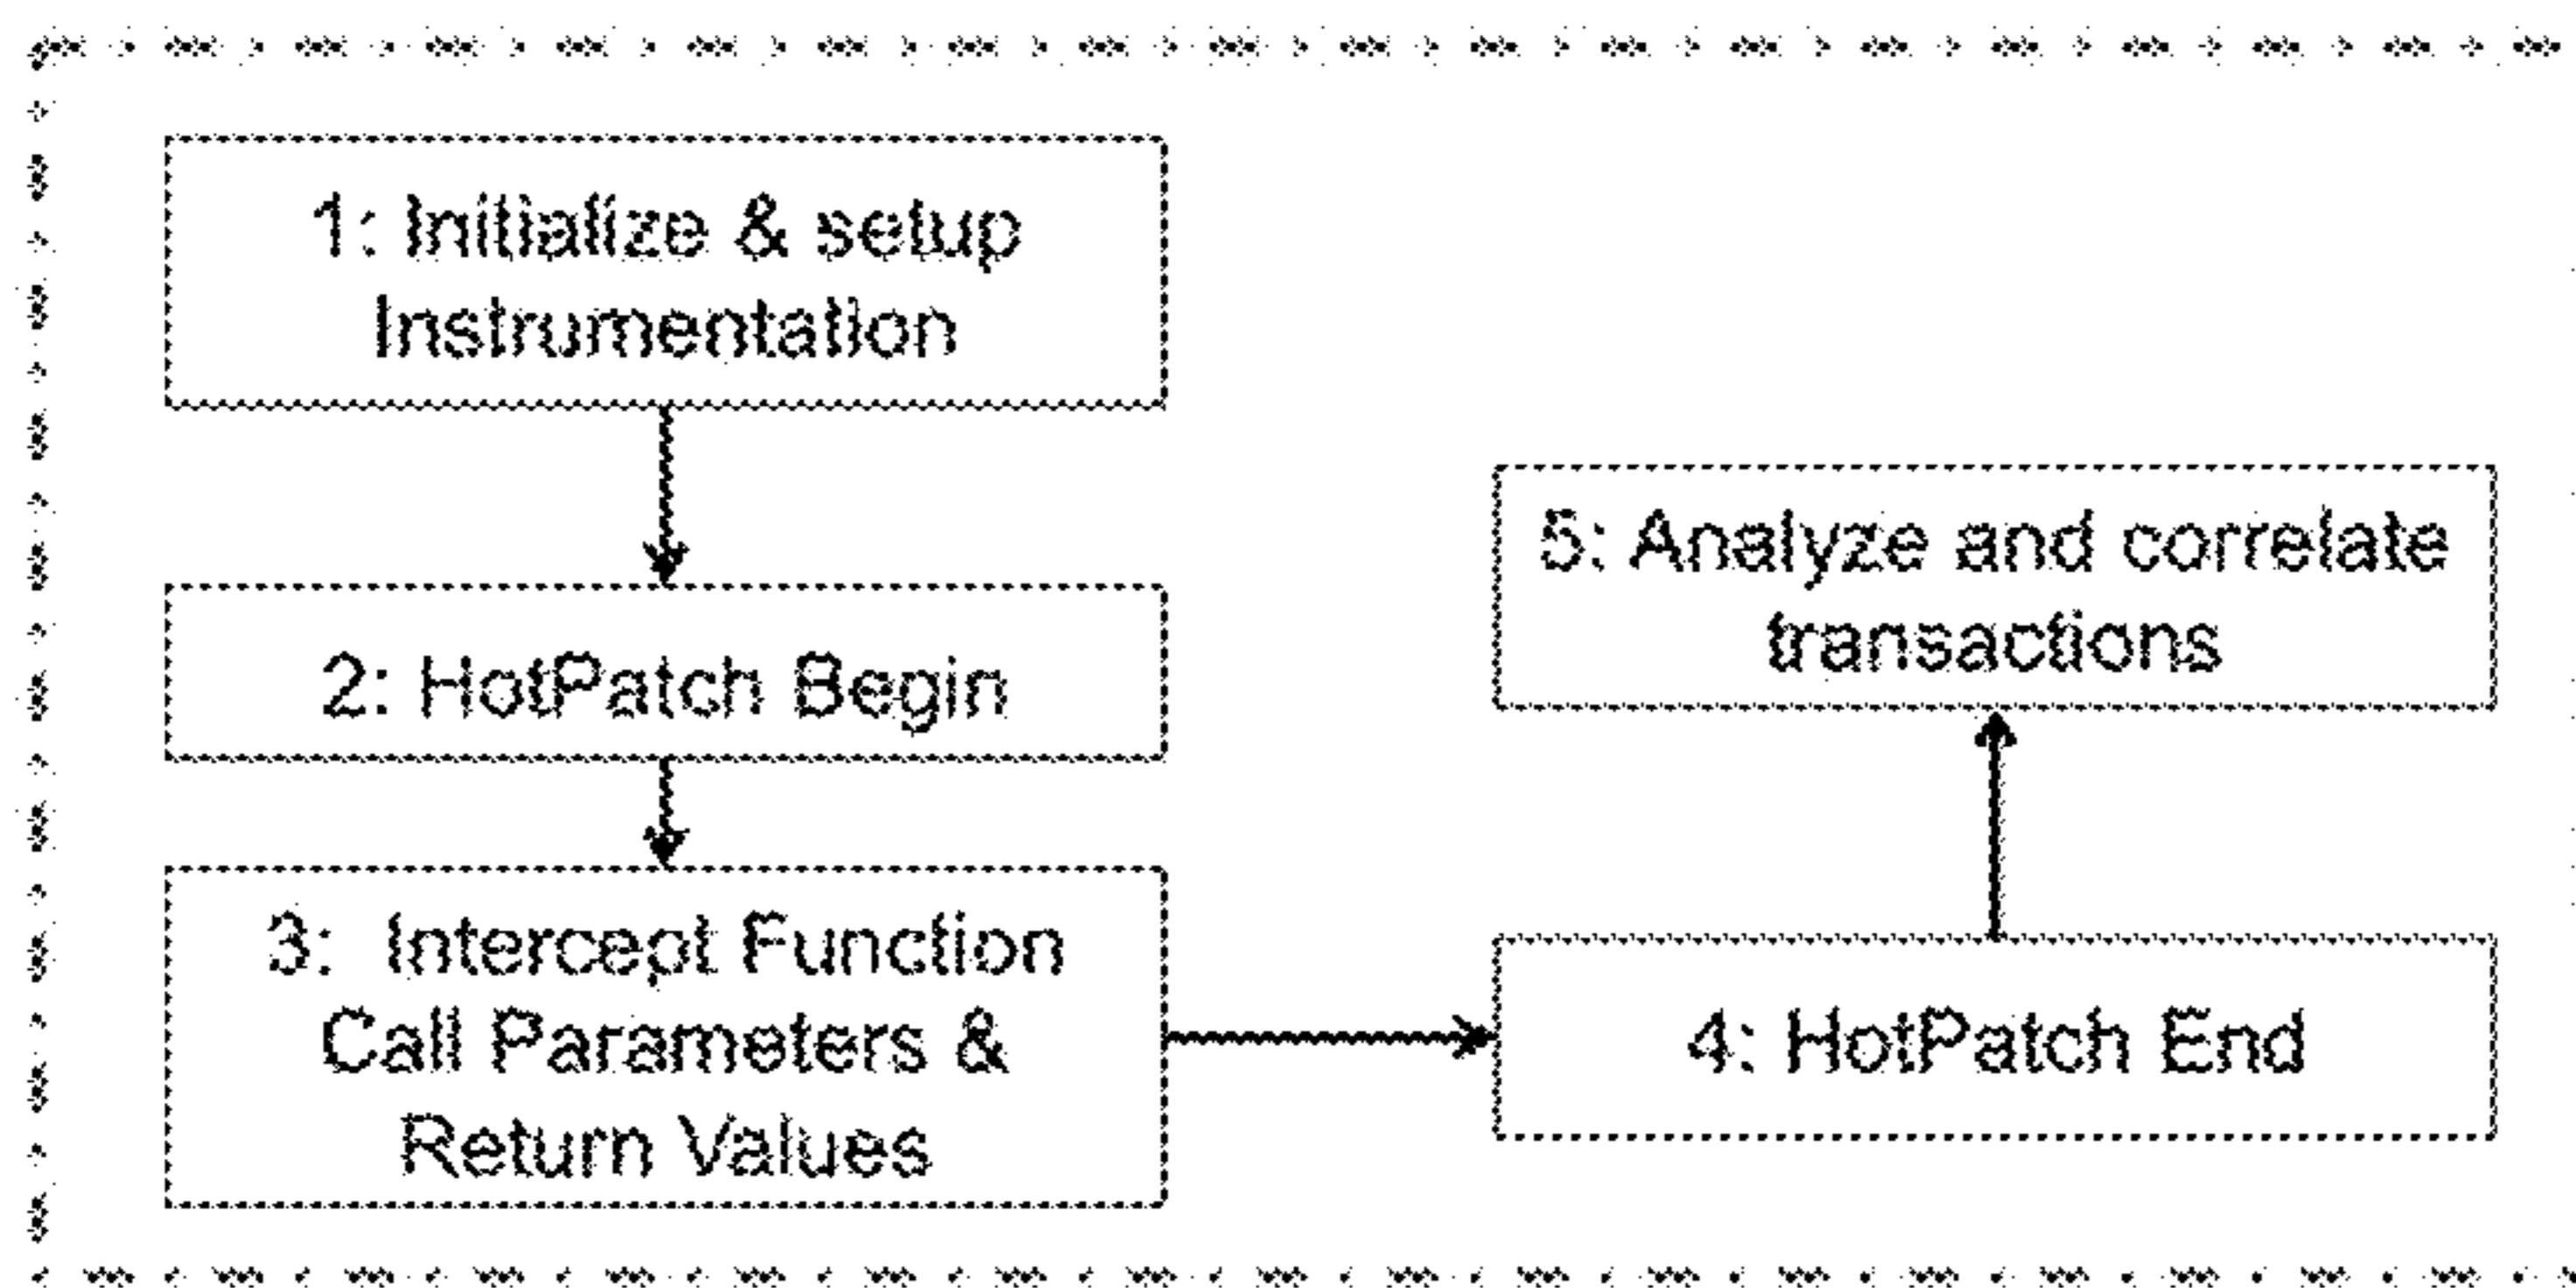 1: Initialize & setup
Instrumentation
2: HotPatch Begin
3: Intercept Function
Call Parameters &
Return Values
4: HotPatch End
5: Analyze and correlate
transactions